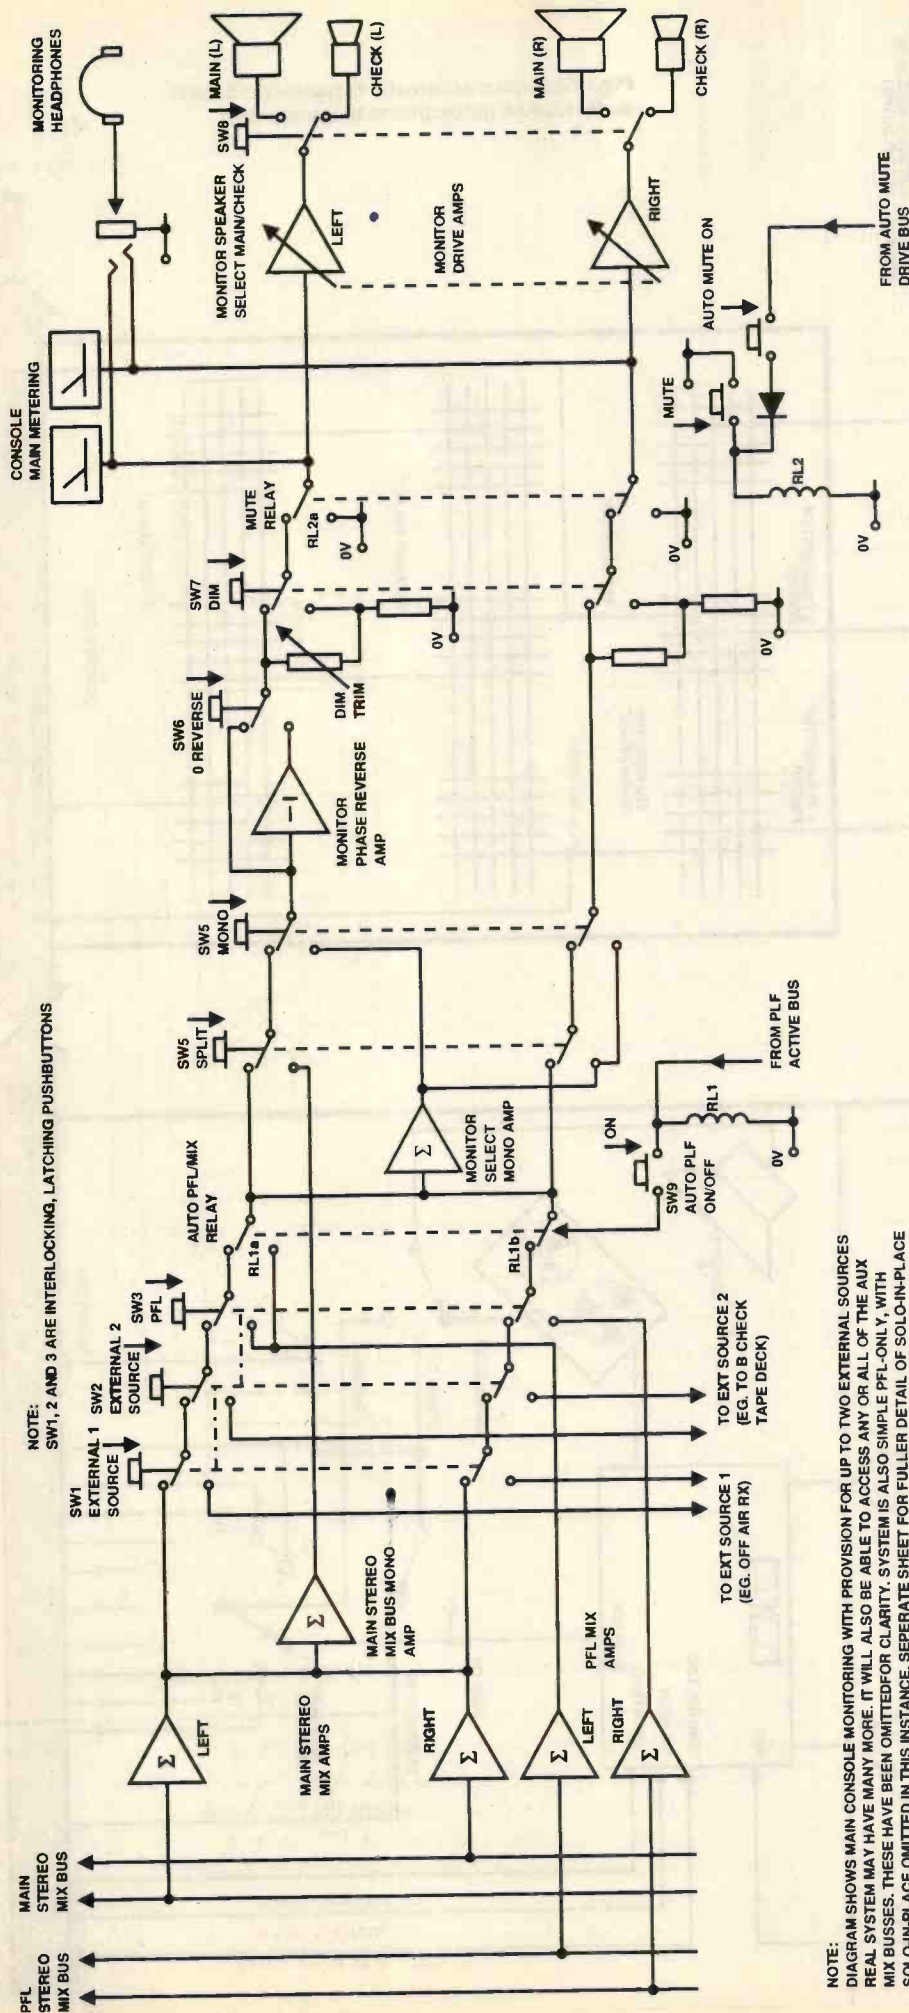 NOTE:
SW1, 2 AND 3 ARE INTERLOCKING, LATCHING PUSHBUTTONS
PFL
STEREO
MIX BUS
MAIN
STEREO
MIX BUS
Σ
LEFT
MAIN STEREO
MIX AMPS
Σ
MAIN STEREO
MIX BUS MONO
AMP
RIGHT
Σ
Σ
LEFT
PFL MIX
AMPS
RIGHT
Σ
SW1
EXTERNAL 1
SOURCE
SW2
EXTERNAL 2
SOURCE
SW3
PFL
AUTO PFL/MIX
RELAY
RL1a
RL1b
TO EXT SOURCE 1
(EG. OFF AIR RX)
TO EXT SOURCE 2
(EG. TO B CHECK
TAPE DECK)
SW5
SPLIT
SW5
MONO
Σ
MONITOR
SELECT
MONO AMP
ON
SW9
AUTO PLF
ON/OFF
RL1
0V
FROM PLF
ACTIVE BUS
MONITOR
PHASE REVERSE
AMP
SW6
0 REVERSE
DIM
TRIM
SW7
DIM
0V
0V
MUTE
RELAY
RL2a
0V
0V
CONSOLE
MAIN METERING
MONITORING
HEADPHONES
MONITOR SPEAKER
SELECT MAIN/CHECK
SW8
LEFT
MAIN (L)
CHECK (L)
MONITOR
DRIVE AMPS
RIGHT
MAIN (R)
CHECK (R)
MUTE
AUTO MUTE ON
RL2
0V
FROM AUTO MUTE
DRIVE BUS
NOTE:
DIAGRAM SHOWS MAIN CONSOLE MONITORING WITH PROVISION FOR UP TO TWO EXTERNAL SOURCES
REAL SYSTEM MAY HAVE MANY MORE. IT WILL ALSO BE ABLE TO ACCESS ANY OR ALL OF THE AUX
MIX BUSSES. THESE HAVE BEEN OMITTEDFOR CLARITY. SYSTEM IS ALSO SIMPLE PFL-ONLY, WITH
SOLO-IN-PLACE OMITTED IN THIS INSTANCE. SEPERATE SHEET FOR FULLER DETAIL OF SOLO-IN-PLACE